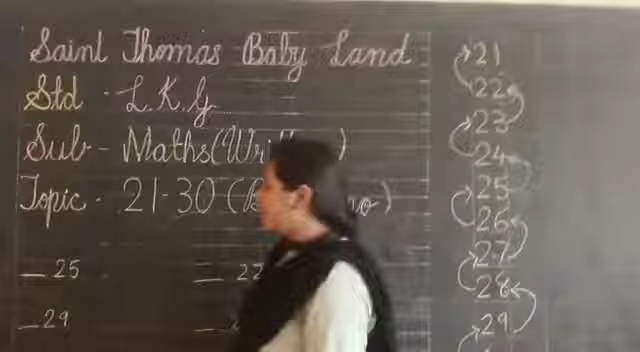 Saint Thomas Baby Land
Std - L.K.G
Sub - Maths(
Topic - 21-30 (
_ 25 _ 22
_ 29 _
21
22
23
24
25
26
27
28
29